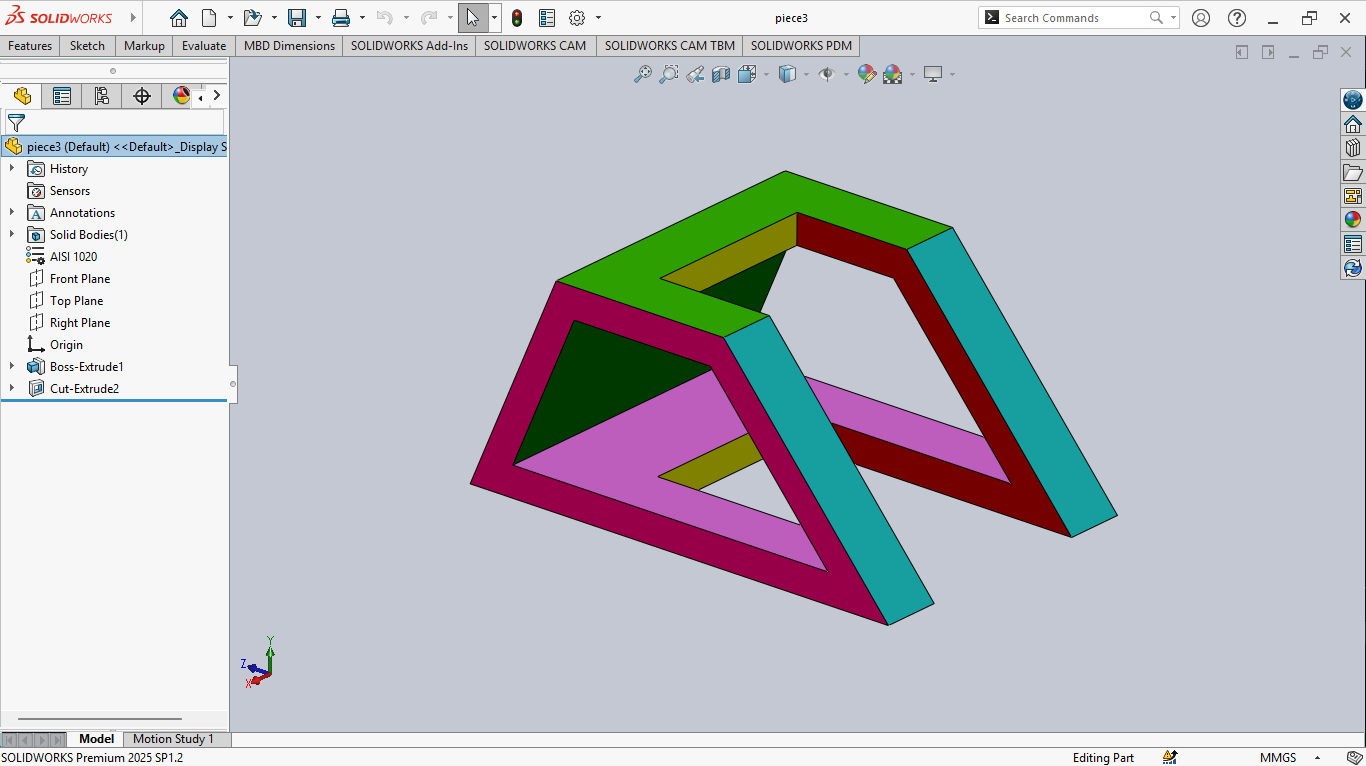 SOLIDWORKS
piece3
Search Commands
Features Sketch Markup Evaluate MBD Dimensions SOLIDWORKS Add-Ins SOLIDWORKS CAM SOLIDWORKS CAM TBM SOLIDWORKS PDM
piece3 (Default) <<Default>_Display S
History
Sensors
A Annotations
Solid Bodies(1)
AISI 1020
Front Plane
Top Plane
Right Plane
Origin
Boss-Extrude1
Cut-Extrude2
Y
Z
X
Model Motion Study 1
SOLIDWORKS Premium 2025 SP1.2 Editing Part MMGS